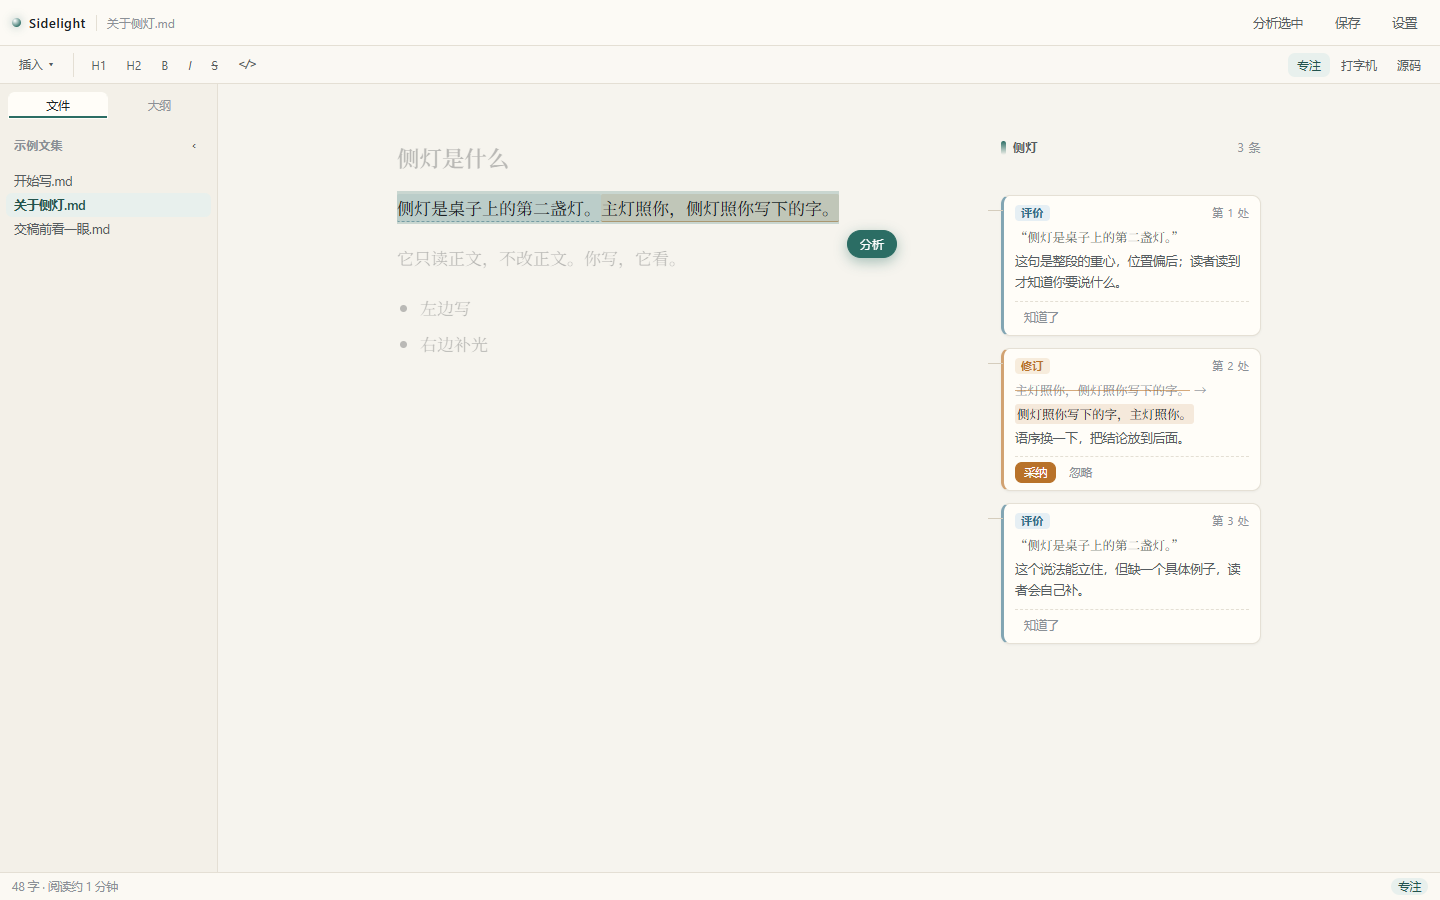 Sidelight 关于侧灯.md 分析选中 保存 设置
插入 H1 H2 B I S </> 专注 打字机 源码
文件 大纲
示例文集
开始写.md
关于侧灯.md
交稿前看一眼.md
侧灯是什么
侧灯是桌子上的第二盏灯。主灯照你，侧灯照你写下的字。
分析
它只读正文，不改正文。你写，它看。
左边写
右边补光
侧灯 3 条
评价 第 1 处
“侧灯是桌子上的第二盏灯。”
这句是整段的重心，位置偏后；读者读到
才知道你要说什么。
知道了
修订 第 2 处
主灯照你，侧灯照你写下的字。 →
侧灯照你写下的字，主灯照你。
语序换一下，把结论放到后面。
采纳 忽略
评价 第 3 处
“侧灯是桌子上的第二盏灯。”
这个说法能立住，但缺一个具体例子，读
者会自己补。
知道了
48 字 · 阅读约 1 分钟 专注